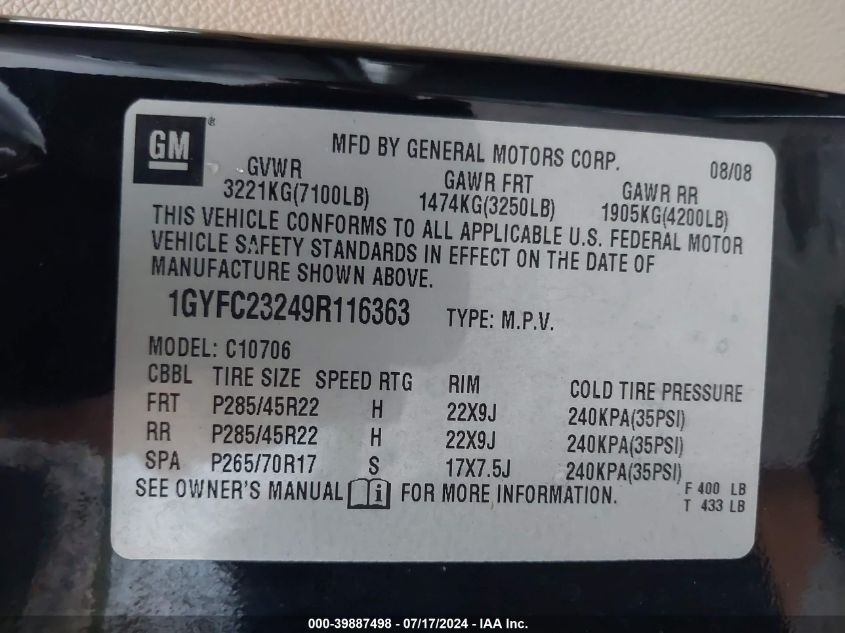 GM ®
MFD BY GENERAL MOTORS CORP. 08/08
GVWR GAWR FRT GAWR RR
3221KG(7100LB) 1474KG(3250LB) 1905KG(4200LB)
THIS VEHICLE CONFORMS TO ALL APPLICABLE U.S. FEDERAL MOTOR
VEHICLE SAFETY STANDARDS IN EFFECT ON THE DATE OF
MANUFACTURE SHOWN ABOVE.
1GYFC23249R116363 TYPE: M.P.V.
MODEL: C10706
CBBL TIRE SIZE SPEED RTG RIM COLD TIRE PRESSURE
FRT P285/45R22 H 22X9J 240KPA(35PSI)
RR P285/45R22 H 22X9J 240KPA(35PSI)
SPA P265/70R17 S 17X7.5J 240KPA(35PSI)
SEE OWNER'S MANUAL i FOR MORE INFORMATION.
F 400 LB
T 433 LB
000-39887498 - 07/17/2024 - IAA Inc.